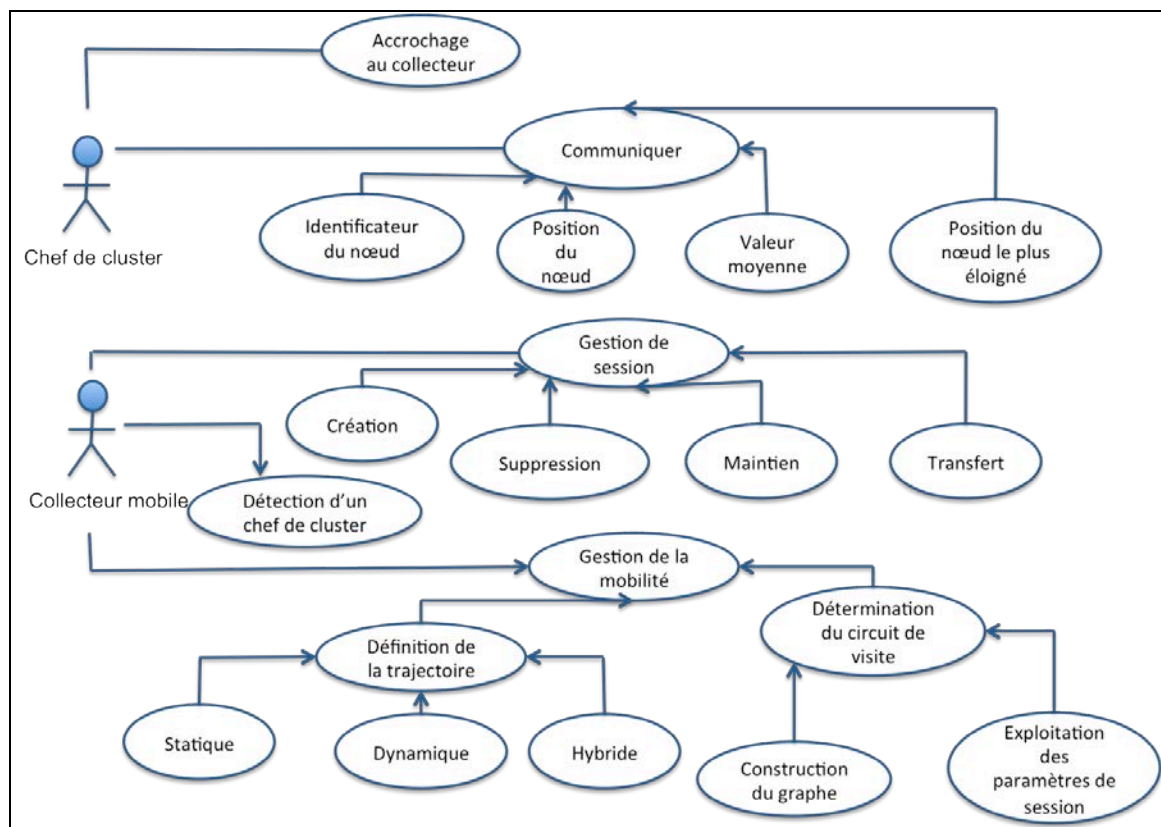 Accrochage
au collecteur
Communiquer
Chef de cluster
Identificateur
du nœud
Position
du
nœud
Valeur
moyenne
Position du
nœud le plus
éloigné
Gestion de
session
Création
Suppression
Maintien
Transfert
Collecteur mobile
Détection d'un
chef de cluster
Gestion de la
mobilité
Définition de
la trajectoire
Détermination
du circuit de
visite
Statique
Dynamique
Hybride
Construction
du graphe
Exploitation
des
paramètres de
session